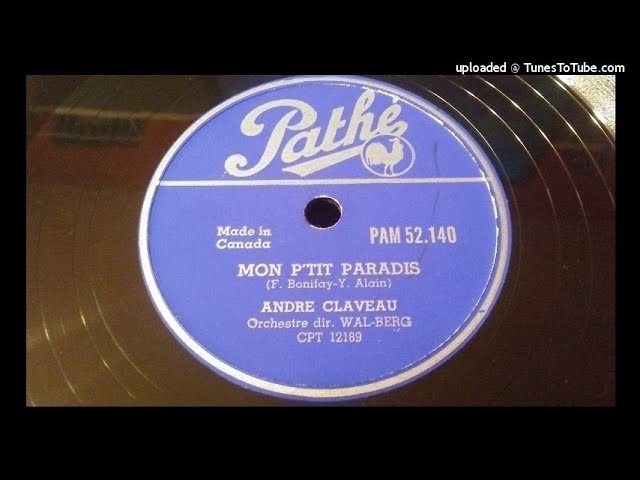 uploaded @ TunesToTube.com
Pathé
Made in
Canada
PAM 52.140
MON P'TIT PARADIS
(F. Bonifay-Y. Alain)
ANDRE CLAVEAU
Orchestre dir. WAL-BERG
CPT 12189